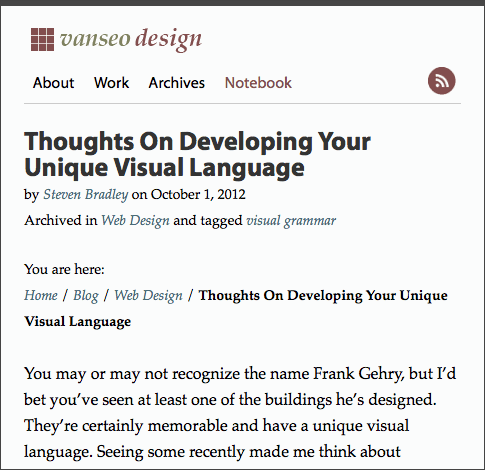 vanseo design
About Work Archives Notebook
Thoughts On Developing Your
Unique Visual Language
by Steven Bradley on October 1, 2012
Archived in Web Design and tagged visual grammar
You are here:
Home / Blog / Web Design / Thoughts On Developing Your Unique
Visual Language
You may or may not recognize the name Frank Gehry, but I’d
bet you’ve seen at least one of the buildings he’s designed.
They’re certainly memorable and have a unique visual
language. Seeing some recently made me think about